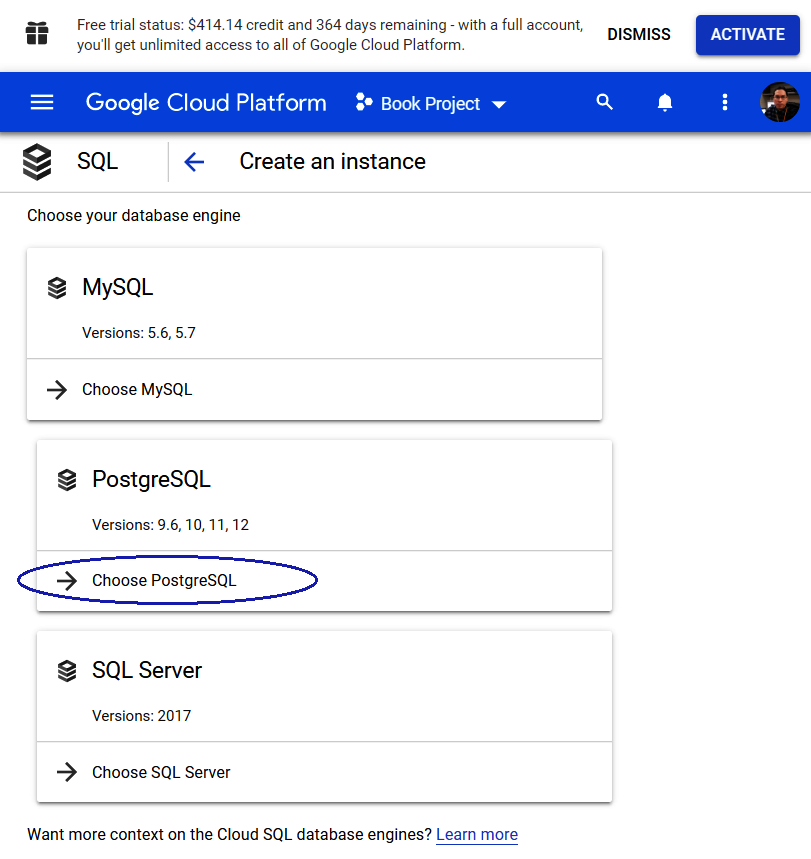 Free trial status: $414.14 credit and 364 days remaining - with a full account,
you'll get unlimited access to all of Google Cloud Platform.
DISMISS
ACTIVATE
Google Cloud Platform
Book Project
SQL
Create an instance
Choose your database engine
MySQL
Versions: 5.6, 5.7
Choose MySQL
PostgreSQL
Versions: 9.6, 10, 11, 12
Choose PostgreSQL
SQL Server
Versions: 2017
Choose SQL Server
Want more context on the Cloud SQL database engines? Learn more